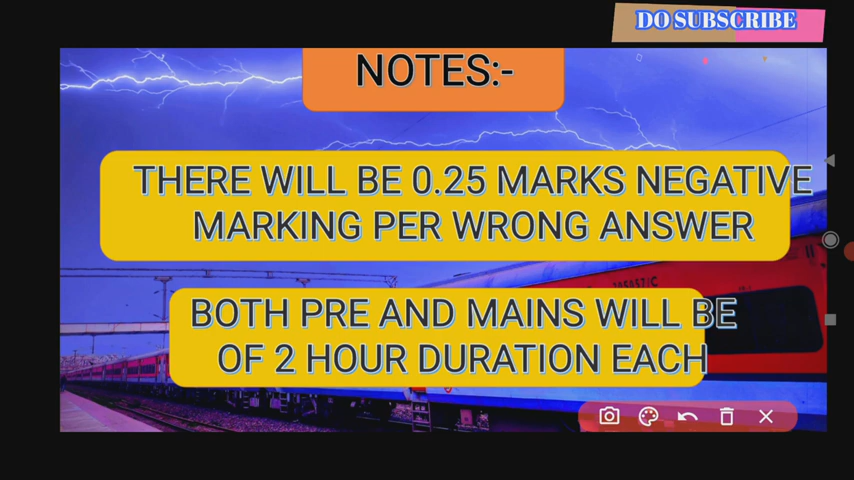 DO SUBSCRIBE
NOTES:-
THERE WILL BE 0.25 MARKS NEGATIVE
MARKING PER WRONG ANSWER
BOTH PRE AND MAINS WILL BE
OF 2 HOUR DURATION EACH